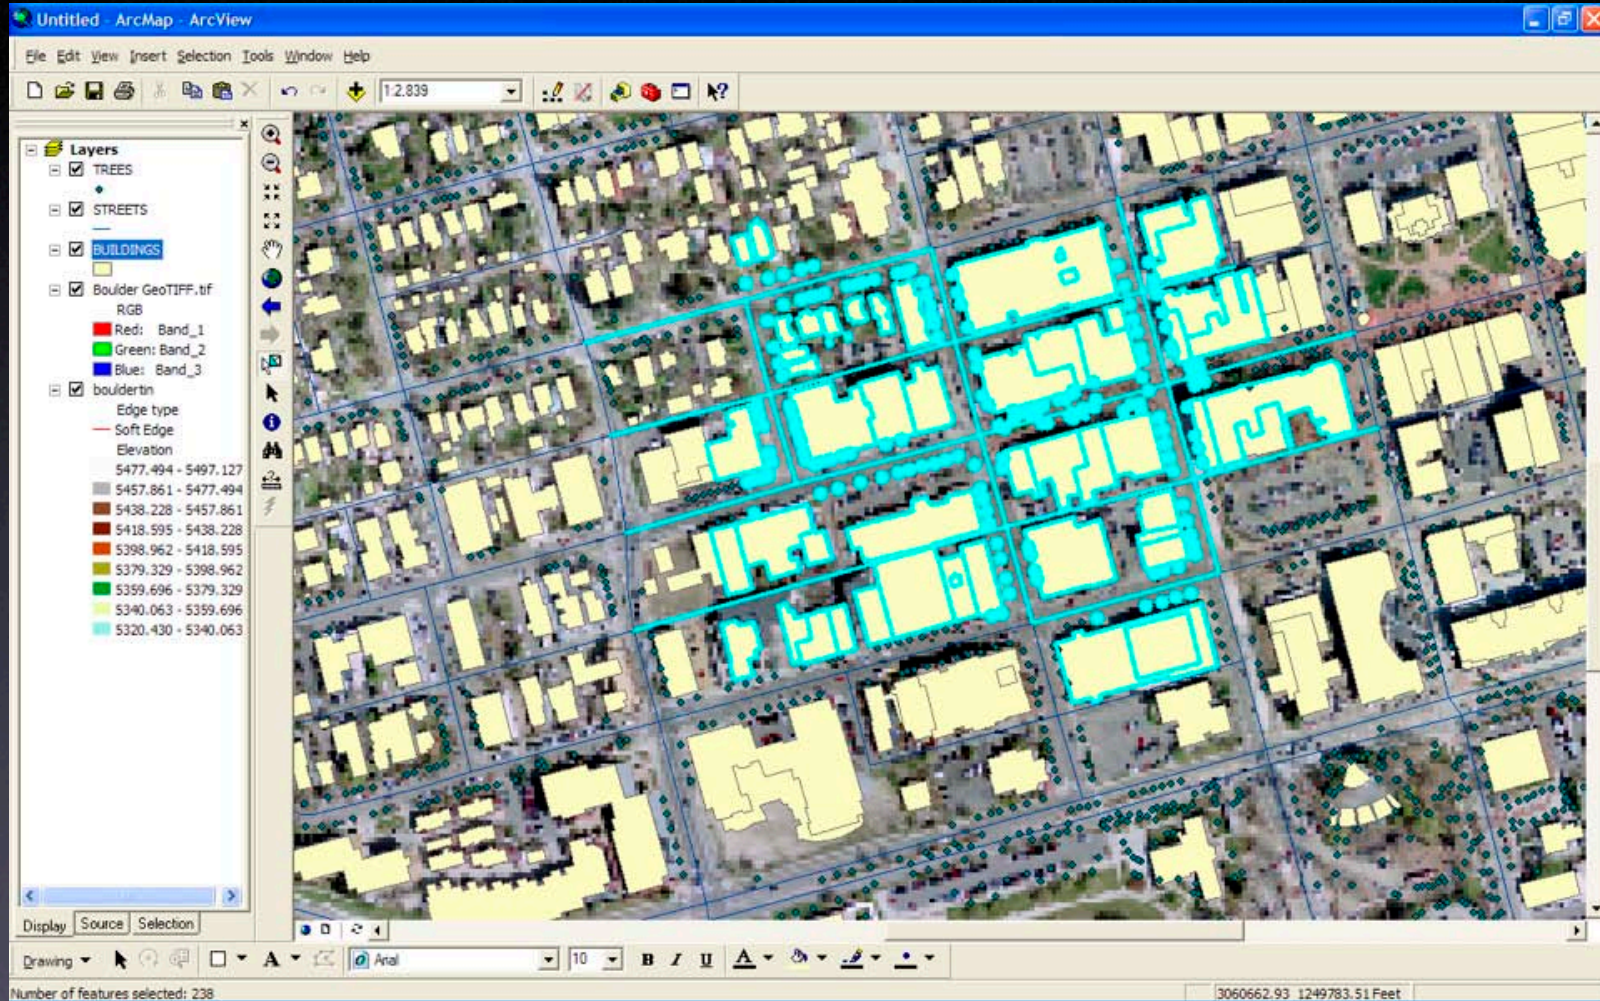 Untitled - ArcMap - ArcView
File Edit View Insert Selection Tools Window Help
1:2,839
Layers
TREES
STREETS
BUILDINGS
Boulder GeoTIFF.tif
RGB
Red: Band_1
Green: Band_2
Blue: Band_3
bouldertin
Edge type
Soft Edge
Elevation
5477.494 - 5497.127
5457.861 - 5477.494
5438.228 - 5457.861
5418.595 - 5438.228
5398.962 - 5418.595
5379.329 - 5398.962
5359.696 - 5379.329
5340.063 - 5359.696
5320.430 - 5340.063
Display Source Selection
Drawing A Arial 10 B I U A
Number of features selected: 238
3060662.93 1249783.51 Feet